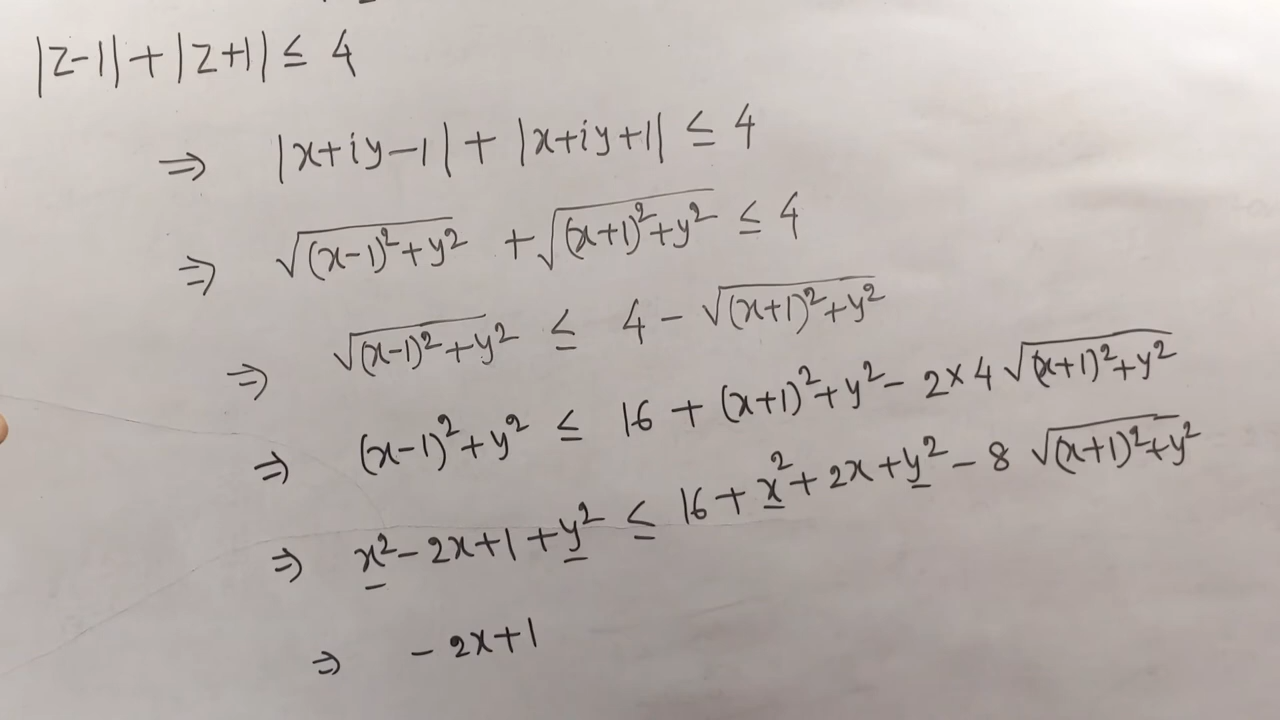 |z-1| + |z+1| ≤ 4
⇒ |x+iy-1| + |x+iy+1| ≤ 4
⇒ √((x-1)²+y²) + √((x+1)²+y²) ≤ 4
⇒ √((x-1)²+y²) ≤ 4 - √((x+1)²+y²)
⇒ (x-1)²+y² ≤ 16 + (x+1)²+y² - 2×4 √((x+1)²+y²)
⇒ x²-2x+1+y² ≤ 16+x²+2x+y²-8 √((x+1)²+y²)
⇒ -2x+1